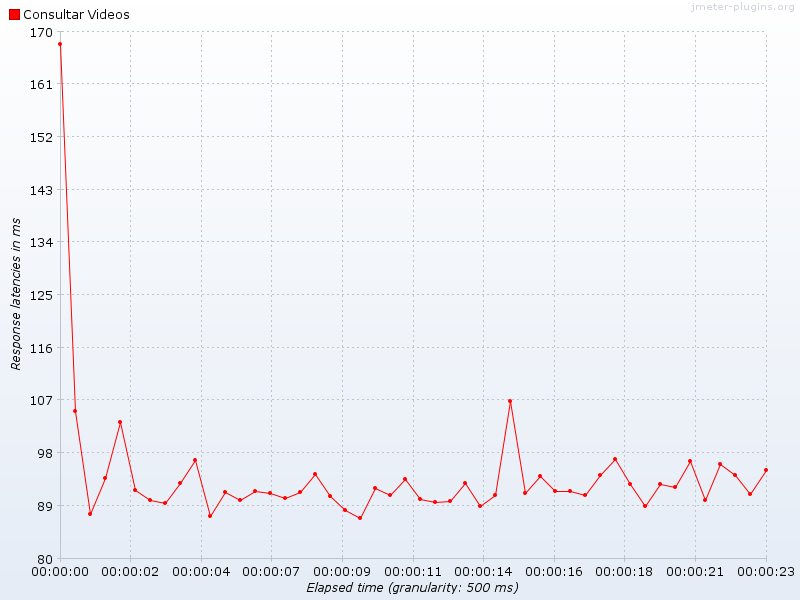 jmeter-plugins.org
Consultar Videos
170
161
152
143
134
125
116
107
98
89
80
Response latencies in ms
00:00:00 00:00:02 00:00:04 00:00:07 00:00:09 00:00:11 00:00:14 00:00:16 00:00:18 00:00:21 00:00:23
Elapsed time (granularity: 500 ms)